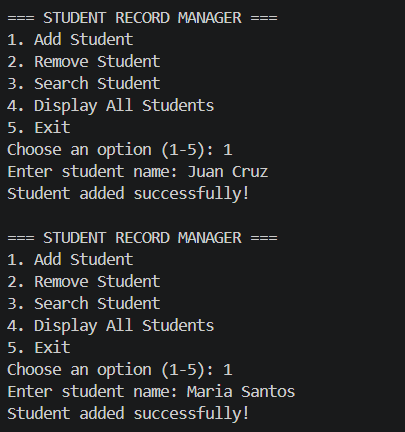 === STUDENT RECORD MANAGER ===
1. Add Student
2. Remove Student
3. Search Student
4. Display All Students
5. Exit
Choose an option (1-5): 1
Enter student name: Juan Cruz
Student added successfully!

=== STUDENT RECORD MANAGER ===
1. Add Student
2. Remove Student
3. Search Student
4. Display All Students
5. Exit
Choose an option (1-5): 1
Enter student name: Maria Santos
Student added successfully!